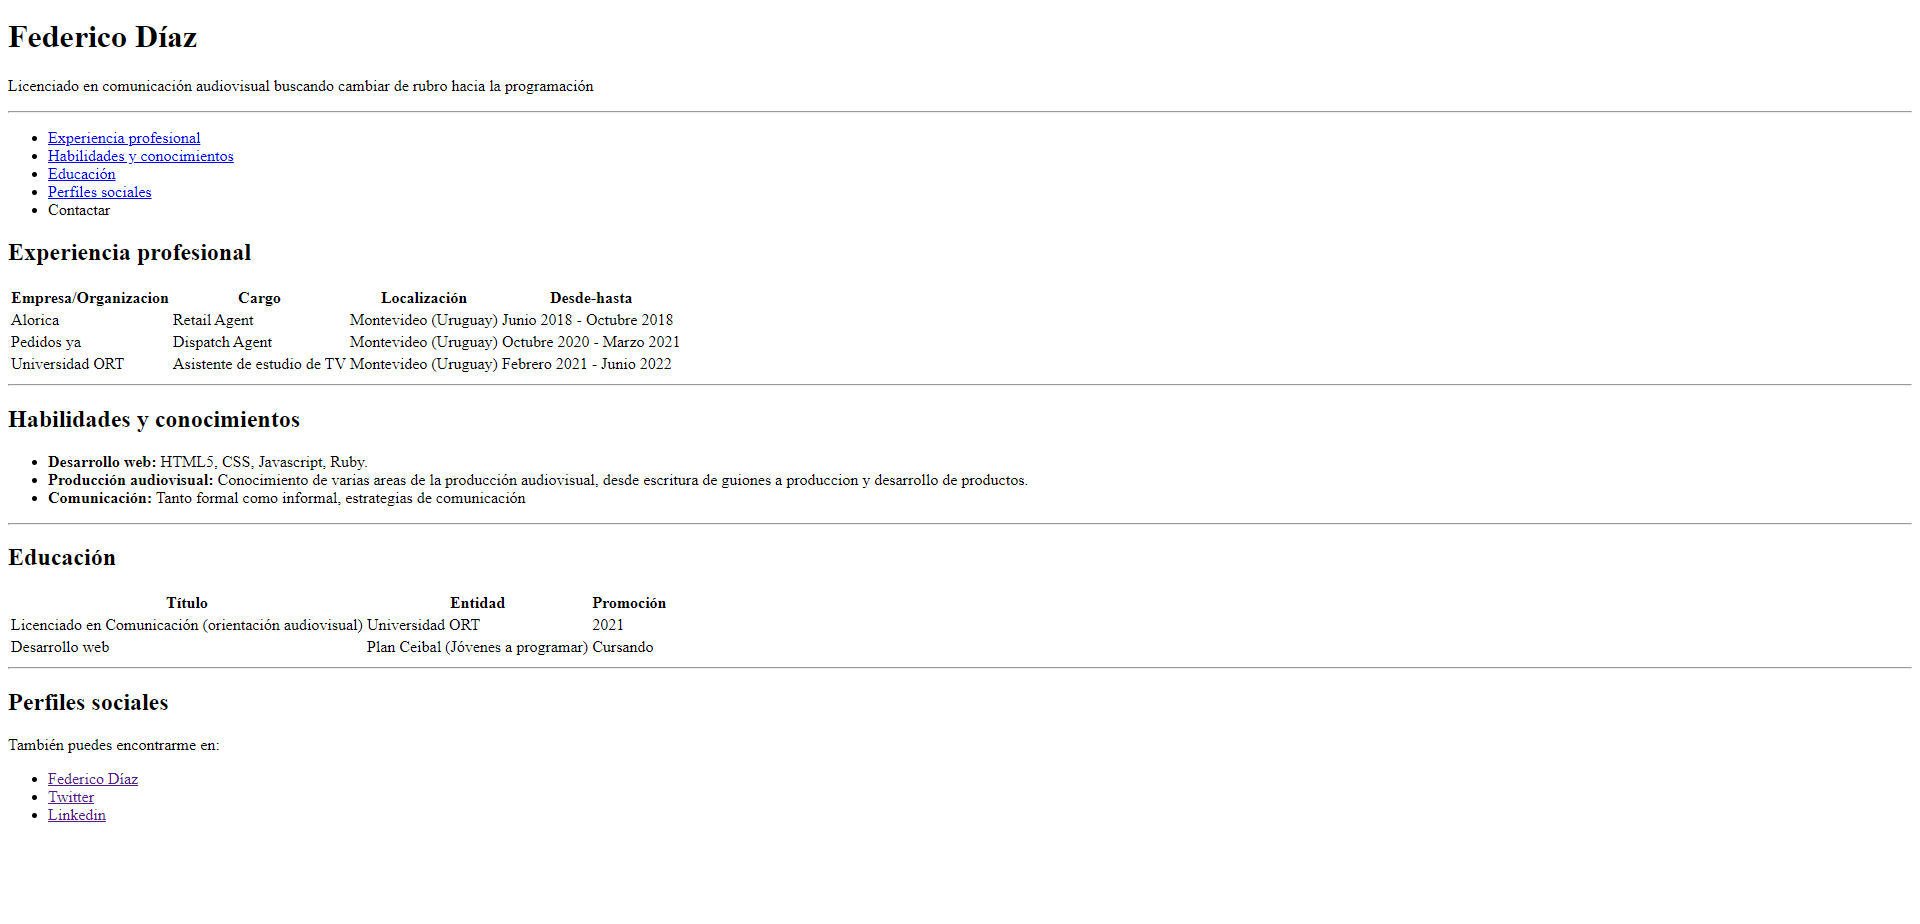 Federico Díaz
Licenciado en comunicación audiovisual buscando cambiar de rubro hacia la programación
Experiencia profesional
Habilidades y conocimientos
Educación
Perfiles sociales
Contactar
Experiencia profesional
Empresa/Organizacion Cargo Localización Desde-hasta
Alorica Retail Agent Montevideo (Uruguay) Junio 2018 - Octubre 2018
Pedidos ya Dispatch Agent Montevideo (Uruguay) Octubre 2020 - Marzo 2021
Universidad ORT Asistente de estudio de TV Montevideo (Uruguay) Febrero 2021 - Junio 2022
Habilidades y conocimientos
Desarrollo web: HTML5, CSS, Javascript, Ruby.
Producción audiovisual: Conocimiento de varias areas de la producción audiovisual, desde escritura de guiones a produccion y desarrollo de productos.
Comunicación: Tanto formal como informal, estrategias de comunicación
Educación
Título Entidad Promoción
Licenciado en Comunicación (orientación audiovisual) Universidad ORT 2021
Desarrollo web Plan Ceibal (Jóvenes a programar) Cursando
Perfiles sociales
También puedes encontrarme en:
Federico Díaz
Twitter
Linkedin